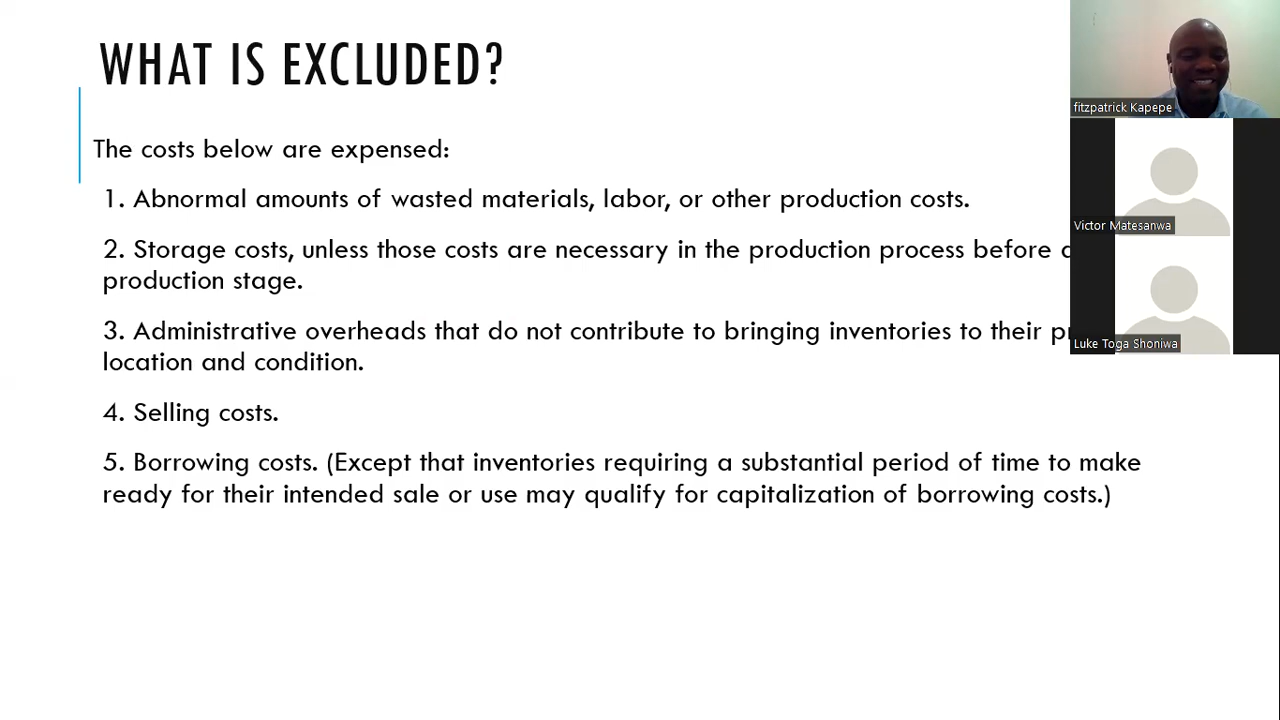 WHAT IS EXCLUDED?
The costs below are expensed:
1. Abnormal amounts of wasted materials, labor, or other production costs.
2. Storage costs, unless those costs are necessary in the production process before
production stage.
3. Administrative overheads that do not contribute to bringing inventories to their
location and condition.
4. Selling costs.
5. Borrowing costs. (Except that inventories requiring a substantial period of time to make
ready for their intended sale or use may qualify for capitalization of borrowing costs.)
fitzpatrick Kapepe
Victor Matesanwa
Luke Toga Shoniwa